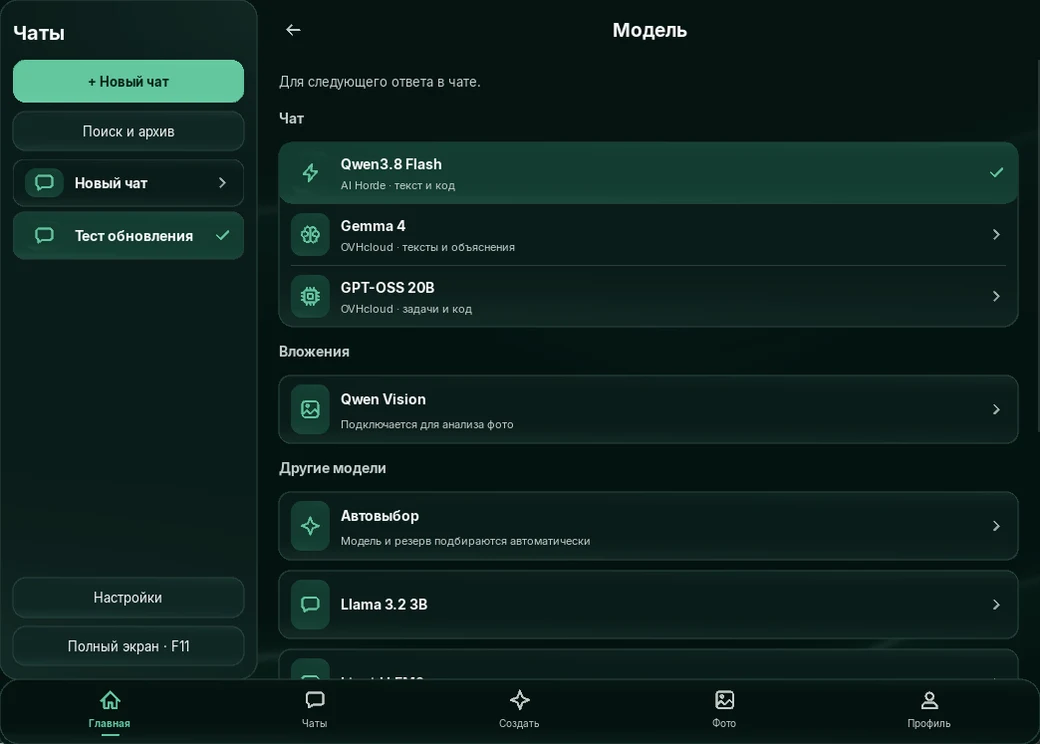 Чаты
+ Новый чат
Поиск и архив
Новый чат
Тест обновления
Настройки
Полный экран · F11
Модель
Для следующего ответа в чате.
Чат
Qwen3.8 Flash
AI Horde · текст и код
Gemma 4
OVHcloud · тексты и объяснения
GPT-OSS 20B
OVHcloud · задачи и код
Вложения
Qwen Vision
Подключается для анализа фото
Другие модели
Автовыбор
Модель и резерв подбираются автоматически
Llama 3.2 3B
Главная
Чаты
Создать
Фото
Профиль